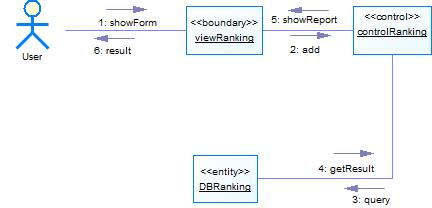 1: showForm
6: result
User
<<boundary>>
viewRanking
5: showReport
2: add
<<control>>
controlRanking
<<entity>>
DBRanking
4: getResult
3: query